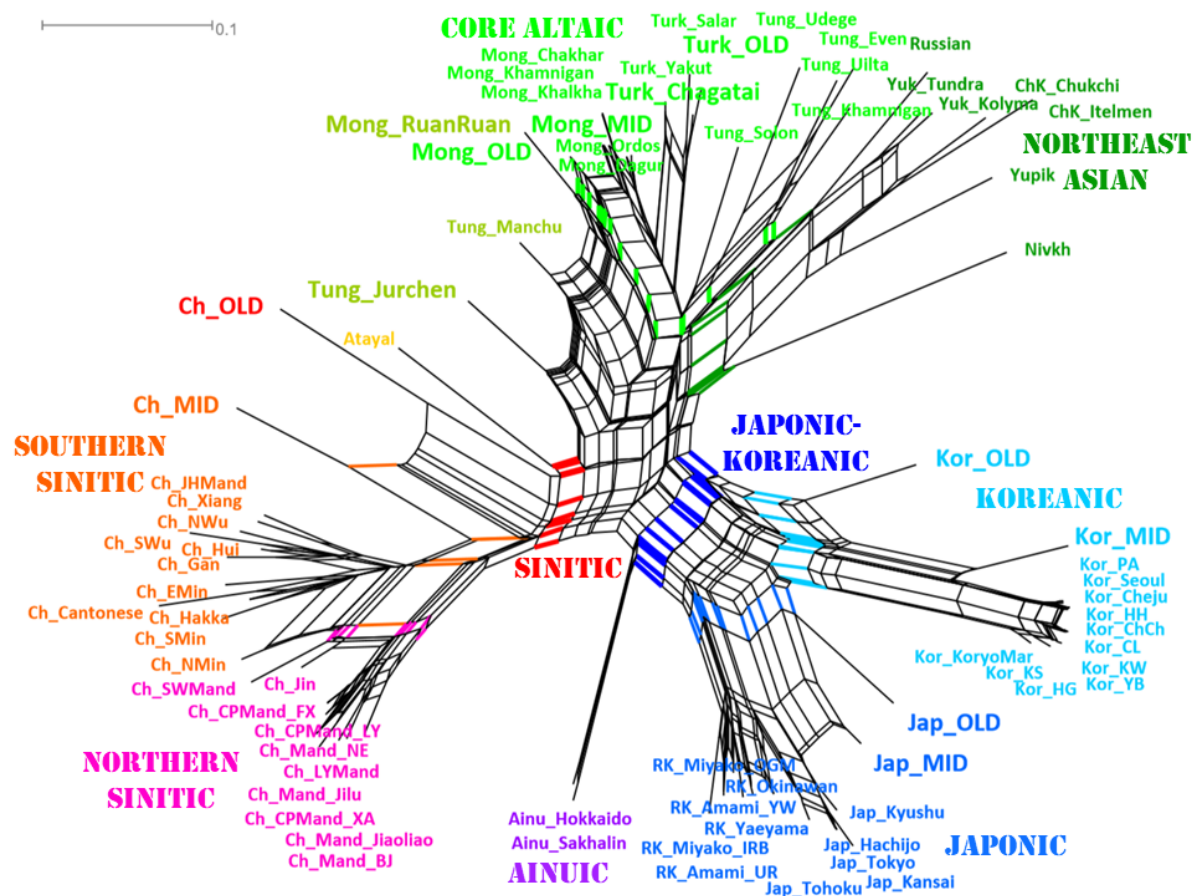 0.1
CORE ALTAIC
Turk_Salar
Tung_Udege
Turk_OLD
Tung_Even
Russian
Mong_Chakhar
Mong_Khamnigan
Turk_Yakut
Tung_Uilta
Mong_Khalkha
Turk_Chagatai
Yuk_Tundra
ChK_Chukchi
Yuk_Kolyma
ChK_Itelmen
Tung_Khamnigan
Mong_RuanRuan
Mong_MID
Tung_Solon
Mong_OLD
Mong_Ordos
Mong_Dagur
NORTHEAST
ASIAN
Yupik
Tung_Manchu
Nivkh
Tung_Jurchen
Ch_OLD
Atayal
Ch_MID
SOUTHERN
SINITIC
JAPONIC-
KOREANIC
Kor_OLD
KOREANIC
Ch_JHMand
Ch_Xiang
Ch_NWu
Ch_SWu
Ch_Hui
Ch_Gan
Ch_EMin
Ch_Cantonese
Ch_Hakka
Ch_SMin
Ch_NMin
SINITIC
Kor_MID
Kor_PA
Kor_Seoul
Kor_Cheju
Kor_HH
Kor_ChCh
Kor_CL
Kor_KoryoMar
Kor_KS
Kor_KW
Kor_HG
Kor_YB
Ch_SWMand
Ch_Jin
Ch_CPMand_FX
Ch_CPMand_LY
Ch_Mand_NE
NORTHERN
SINITIC
Ch_LYMand
Ch_Mand_Jilu
Ch_CPMand_XA
Ch_Mand_Jiaoliao
Ch_Mand_BJ
Jap_OLD
Jap_MID
RK_Miyako_OGM
RK_Okinawan
RK_Amami_YW
Jap_Kyushu
Ainu_Hokkaido
RK_Yaeyama
Ainu_Sakhalin
RK_Miyako_IRB
Jap_Hachijo
JAPONIC
AINUIC
RK_Amami_UR
Jap_Tokyo
Jap_Tohoku
Jap_Kansai